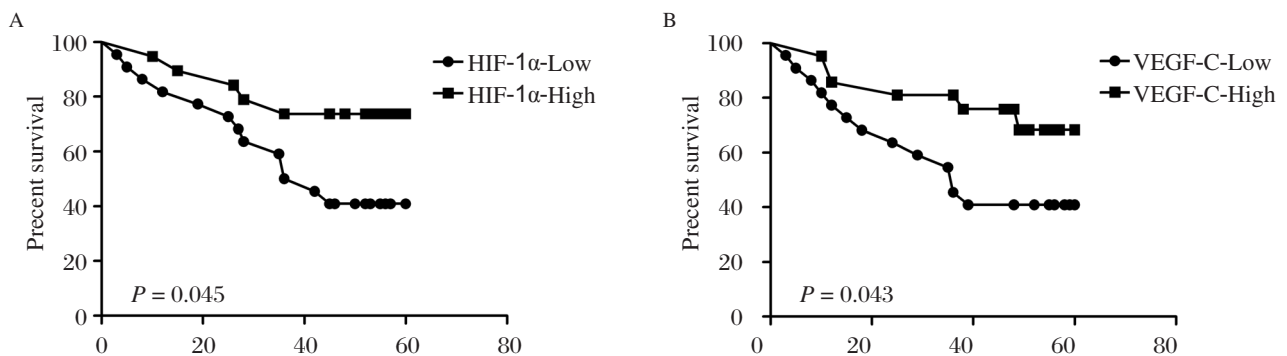 A
100
80
60
40
20
0
Precent survival
HIF-1α-Low
HIF-1α-High
P = 0.045
0 20 40 60 80
B
100
80
60
40
20
0
Precent survival
VEGF-C-Low
VEGF-C-High
P = 0.043
0 20 40 60 80